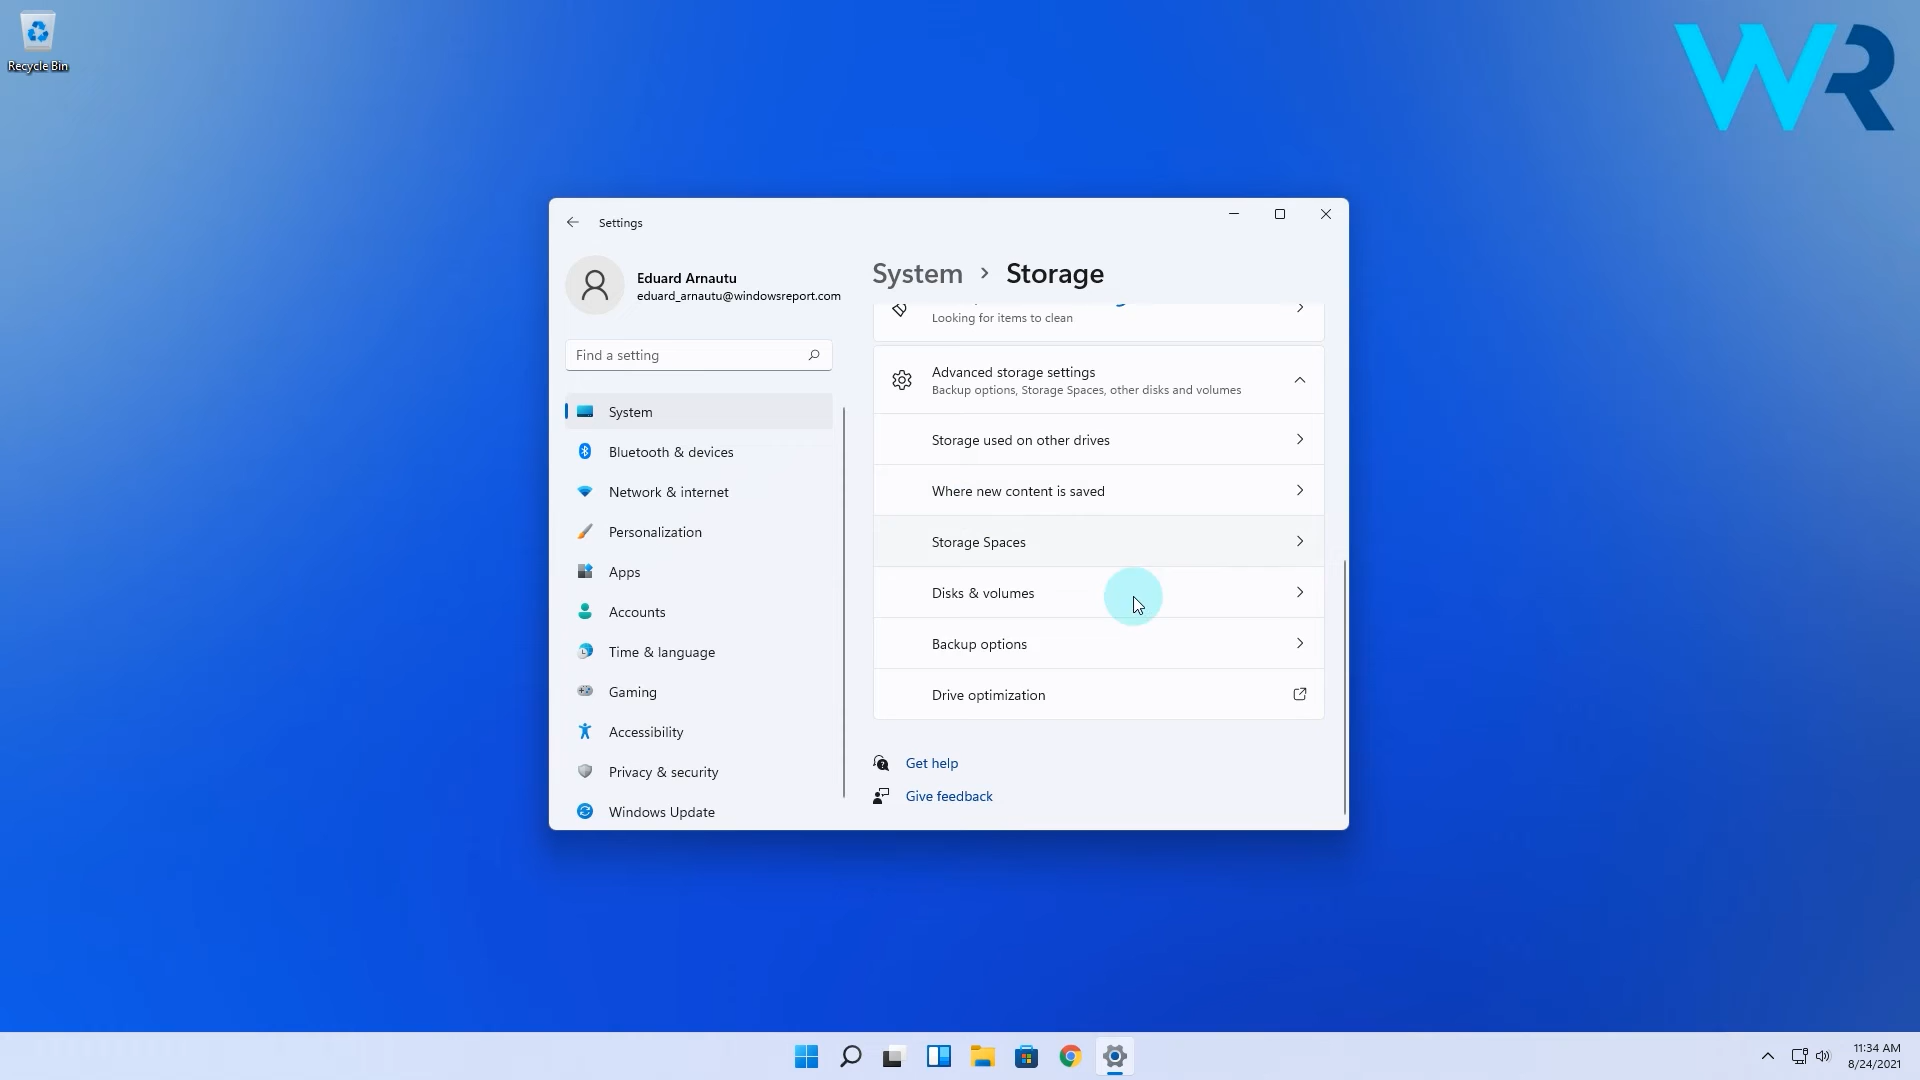 Recycle Bin
WR
Settings
Eduard Arnautu
eduard_arnautu@windowsreport.com
Find a setting
System
Bluetooth & devices
Network & internet
Personalization
Apps
Accounts
Time & language
Gaming
Accessibility
Privacy & security
Windows Update
System > Storage
Looking for items to clean
Advanced storage settings
Backup options, Storage Spaces, other disks and volumes
Storage used on other drives
Where new content is saved
Storage Spaces
Disks & volumes
Backup options
Drive optimization
Get help
Give feedback
11:34 AM
8/24/2021